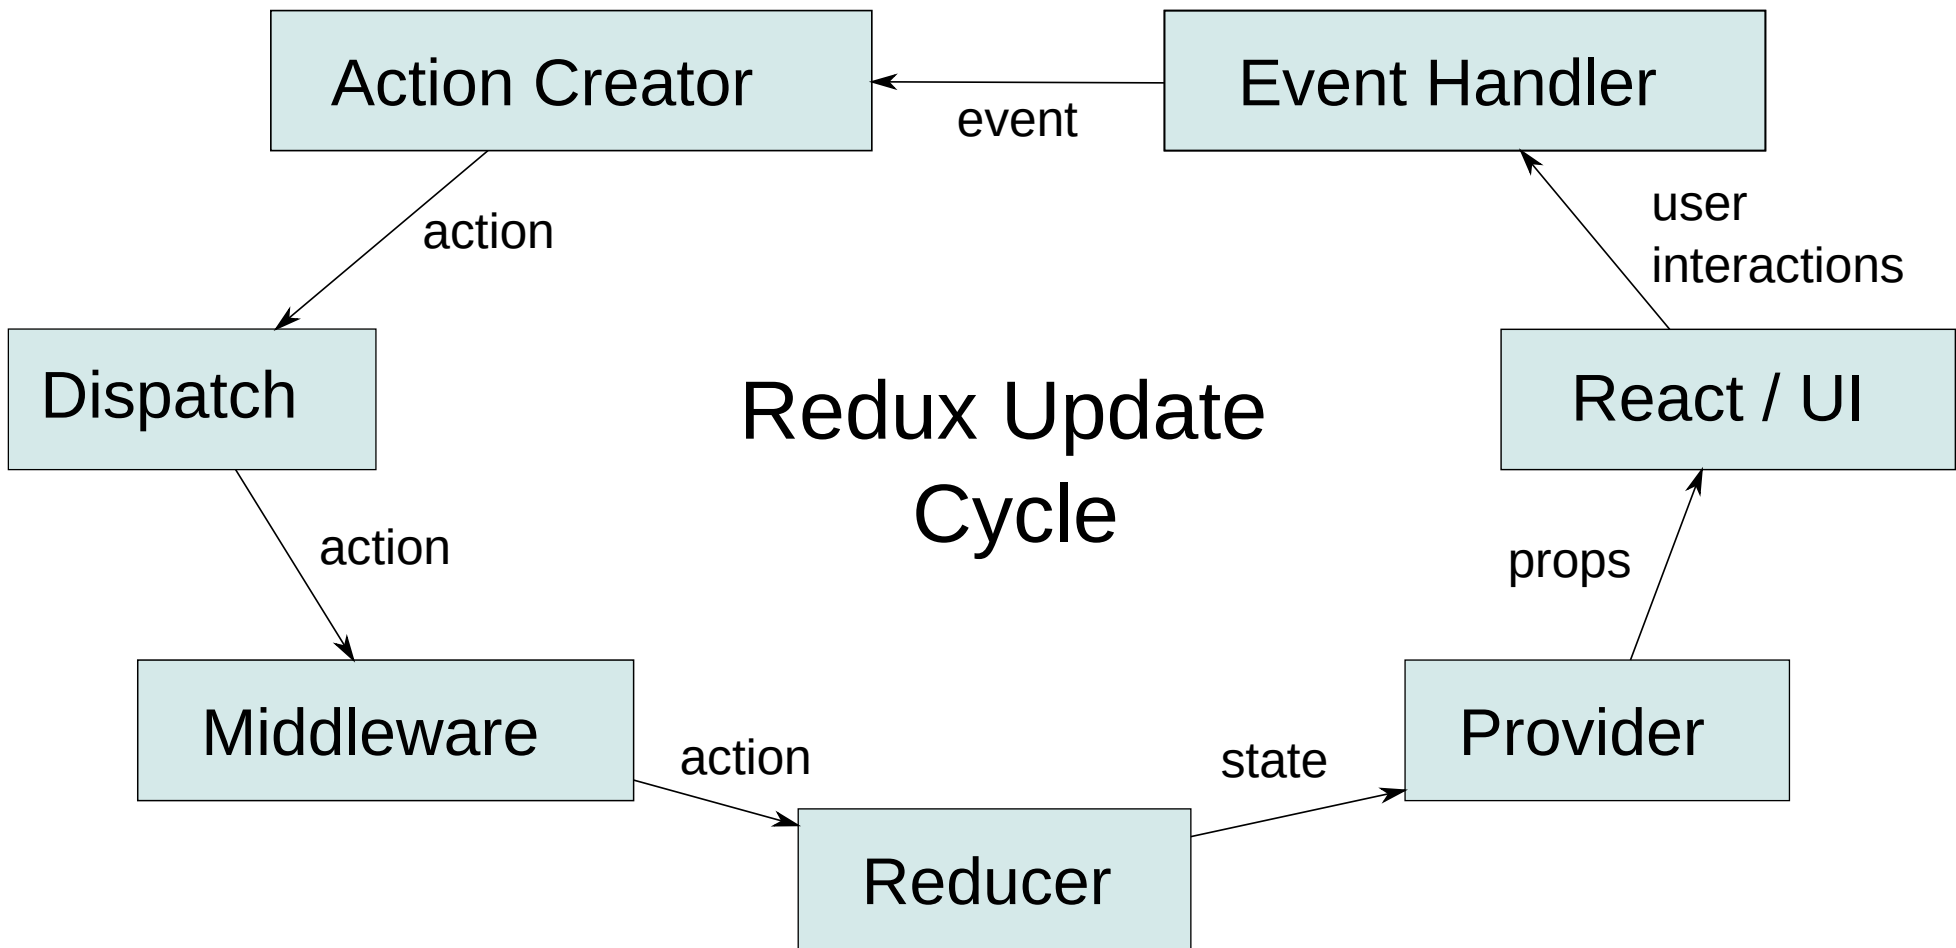 Action Creator
Event Handler
event
user
interactions
action
Dispatch
Redux Update
Cycle
React / UI
action
props
Middleware
action
state
Provider
Reducer